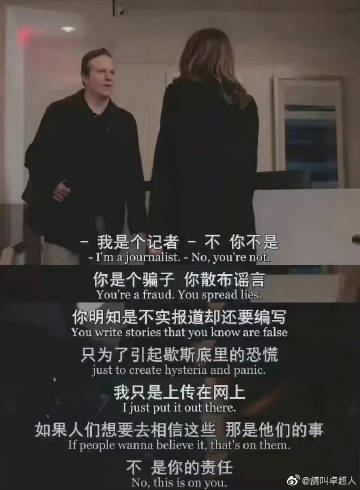 - 我是个记者 - 不 你不是
- I'm a journalist. - No, you're not.
你是个骗子 你散布谣言
You're a fraud. You spread lies.
你明知是不实报道却还要编写
You write stories that you know are false
只为了引起歇斯底里的恐慌
just to create hysteria and panic.
我只是上传在网上
I just put it out there.
如果人们想要去相信这些 那是他们的事
If people wanna believe it, that's on them.
不 是你的责任
No, this is on you.
@請叫卓超人